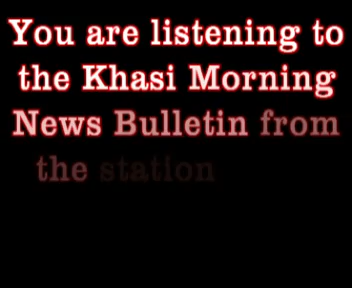 You are listening to
the Khasi Morning
News Bulletin from
the station